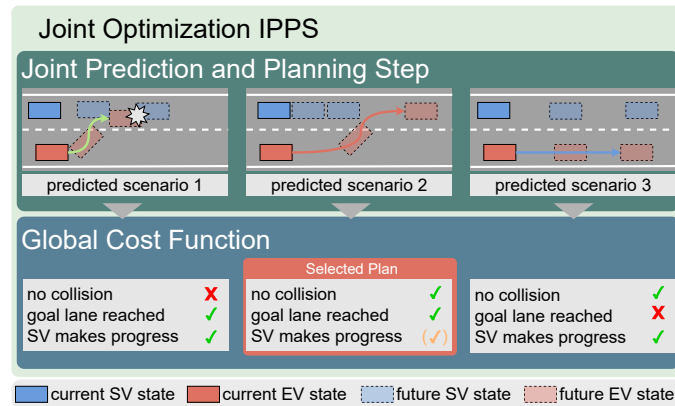 Joint Optimization IPPS
Joint Prediction and Planning Step
predicted scenario 1
predicted scenario 2
predicted scenario 3
Global Cost Function
no collision
goal lane reached
SV makes progress
Selected Plan
no collision
goal lane reached
SV makes progress
no collision
goal lane reached
SV makes progress
current SV state
current EV state
future SV state
future EV state